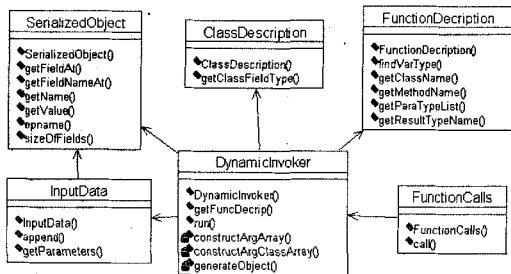 SerializedObject
SerializedObject()
getFieldAt()
getFieldNameAt()
getName()
getValue()
opname()
sizeOfFields()
ClassDescription
ClassDescription()
getClassFieldType()
FunctionDecription
FunctionDecription()
findVarType()
getClassName()
getMethodName()
getParaTypeList()
getResultTypeName()
InputData
InputData()
append()
getParameters()
DynamicInvoker
DynamicInvoker()
getFuncDecrip()
run()
constructArgArray()
constructArgClassArray()
generateObject()
FunctionCalls
FunctionCalls()
call()